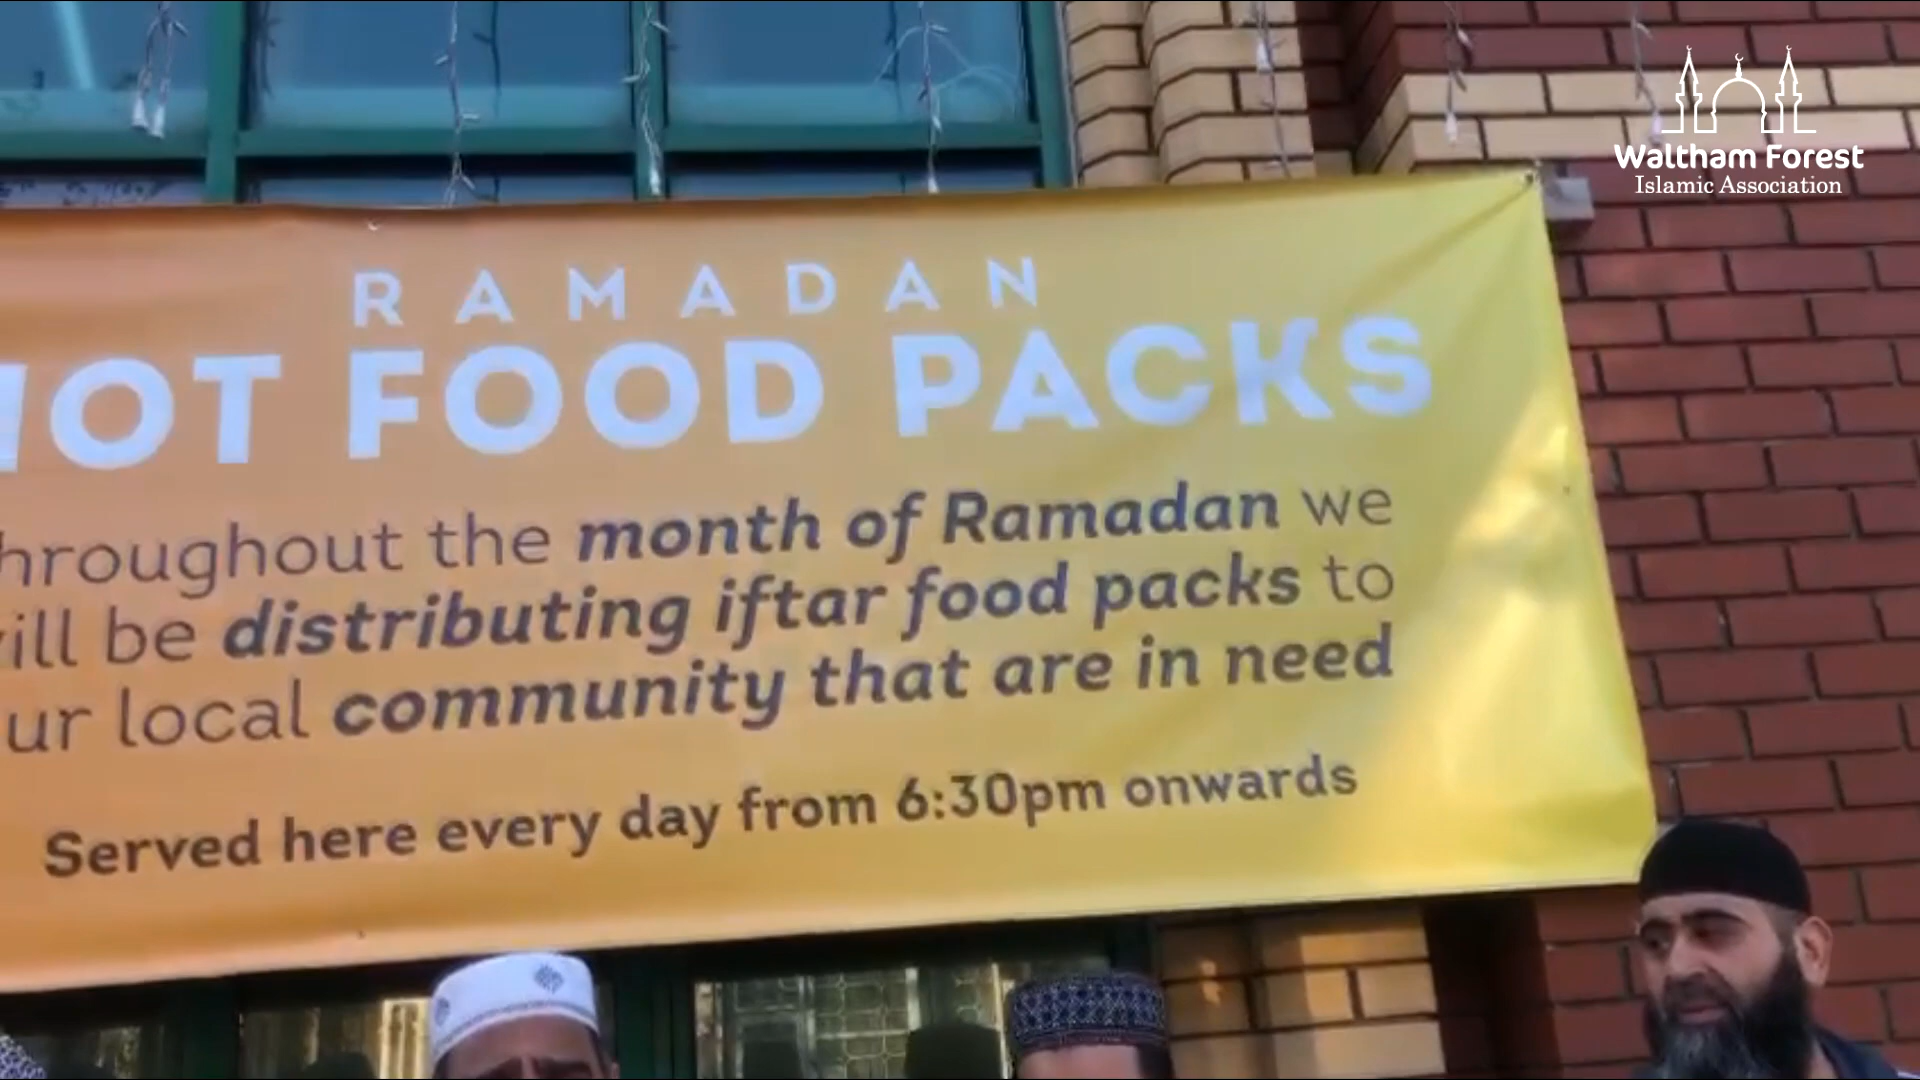 Waltham Forest
Islamic Association
RAMADAN
HOT FOOD PACKS
hroughout the month of Ramadan we
ill be distributing iftar food packs to
ur local community that are in need
Served here every day from 6:30pm onwards